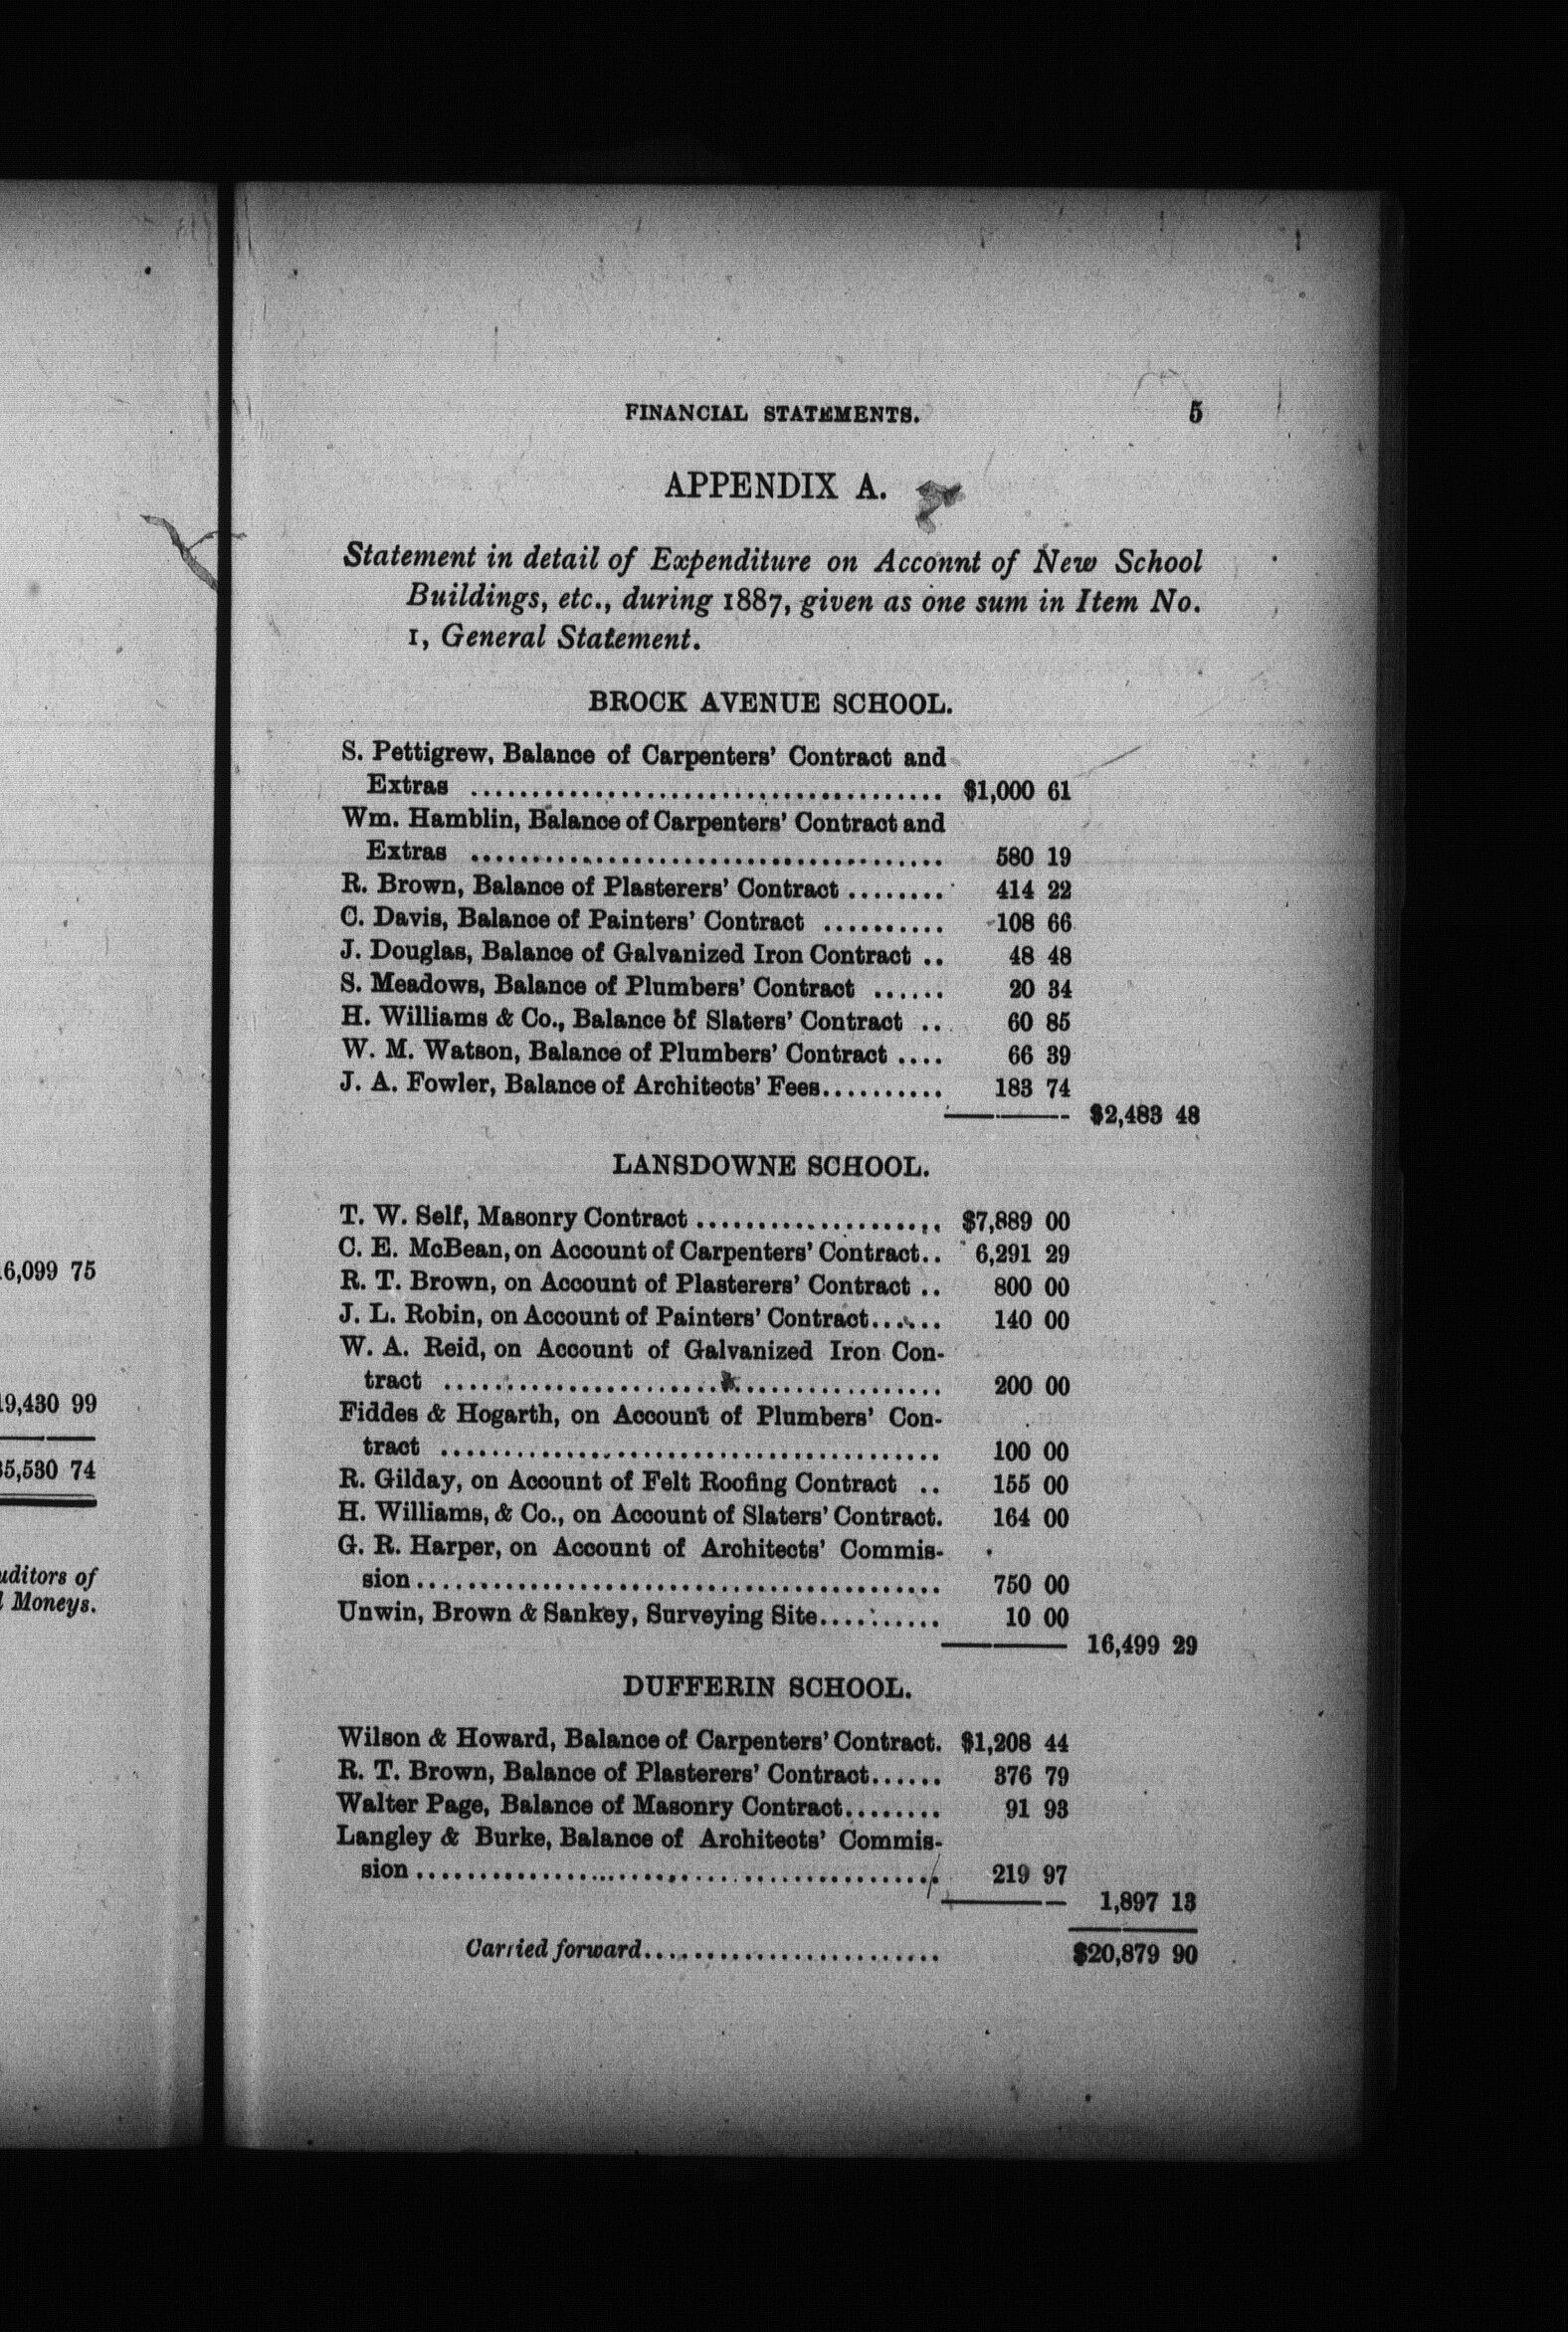 6,099 75
9,430 99
5,530 74
uditors of
Moneys.
FINANCIAL STATEMENTS. 5
APPENDIX A.
Statement in detail of Expenditure on Acconnt of New School
Buildings, etc., during 1887, given as one sum in Item No.
1, General Statement.
BROCK AVENUE SCHOOL.
S. Pettigrew, Balance of Carpenters' Contract and
Extras ...................................... $1,000 61
Wm. Hamblin, Balance of Carpenters' Contract and
Extras ...................................... 580 19
R. Brown, Balance of Plasterers' Contract ........ 414 22
C. Davis, Balance of Painters' Contract .......... 108 66
J. Douglas, Balance of Galvanized Iron Contract .. 48 48
S. Meadows, Balance of Plumbers' Contract ...... 20 34
H. Williams & Co., Balance of Slaters' Contract .. 60 85
W. M. Watson, Balance of Plumbers' Contract .... 66 39
J. A. Fowler, Balance of Architects' Fees.......... 183 74
$2,483 48
LANSDOWNE SCHOOL.
T. W. Self, Masonry Contract .................... $7,889 00
C. E. McBean, on Account of Carpenters' Contract.. 6,291 29
R. T. Brown, on Account of Plasterers' Contract .. 800 00
J. L. Robin, on Account of Painters' Contract...... 140 00
W. A. Reid, on Account of Galvanized Iron Con-
tract ........................................ 200 00
Fiddes & Hogarth, on Account of Plumbers' Con-
tract ........................................ 100 00
R. Gilday, on Account of Felt Roofing Contract .. 155 00
H. Williams, & Co., on Account of Slaters' Contract. 164 00
G. R. Harper, on Account of Architects' Commis-
sion.......................................... 750 00
Unwin, Brown & Sankey, Surveying Site.......... 10 00
16,499 29
DUFFERIN SCHOOL.
Wilson & Howard, Balance of Carpenters' Contract. $1,208 44
R. T. Brown, Balance of Plasterers' Contract...... 376 79
Walter Page, Balance of Masonry Contract........ 91 93
Langley & Burke, Balance of Architects' Commis-
sion .......................................... 219 97
1,897 13
Carried forward........................ $20,879 90